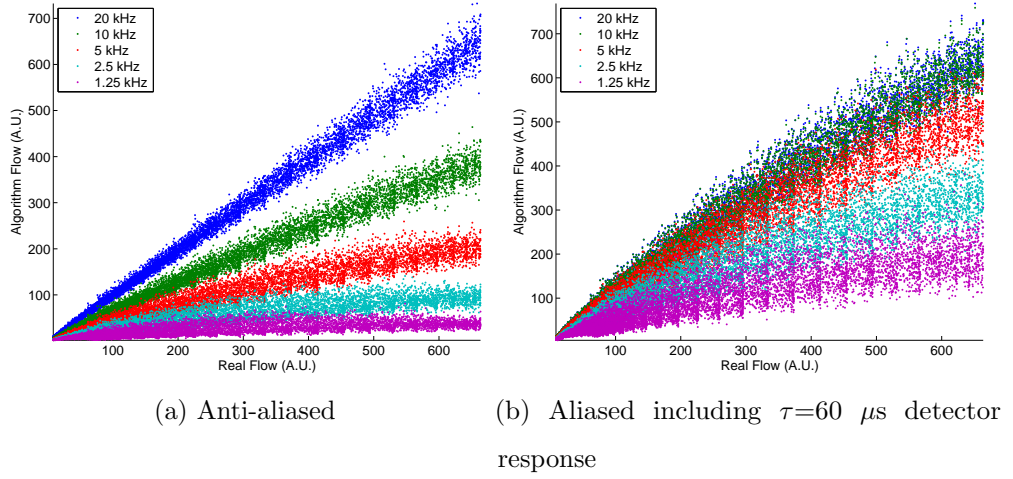 700
600
500
400
300
200
100
Algorithm Flow (A.U.)
20 kHz
10 kHz
5 kHz
2.5 kHz
1.25 kHz
100 200 300 400 500 600
Real Flow (A.U.)
(a) Anti-aliased
700
600
500
400
300
200
100
Algorithm Flow (A.U.)
20 kHz
10 kHz
5 kHz
2.5 kHz
1.25 kHz
100 200 300 400 500 600
Real Flow (A.U.)
(b) Aliased including τ=60 μs detector
response